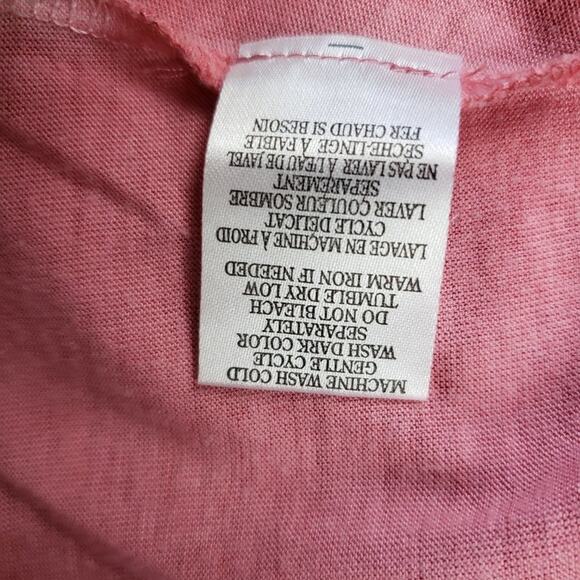 MACHINE WASH COLD
GENTLE CYCLE
WASH DARK COLOR
SEPARATELY
DO NOT BLEACH
TUMBLE DRY LOW
WARM IRON IF NEEDED
LAVAGE EN MACHINE À FROID
CYCLE DELICAT
LAVER COULEUR SOMBRE
SEPAREMENT
NE PAS LAVER À L'EAU DE JAVEL
SÈCHE-LINGE À FAIBLE
FER CHAUD SI BESOIN